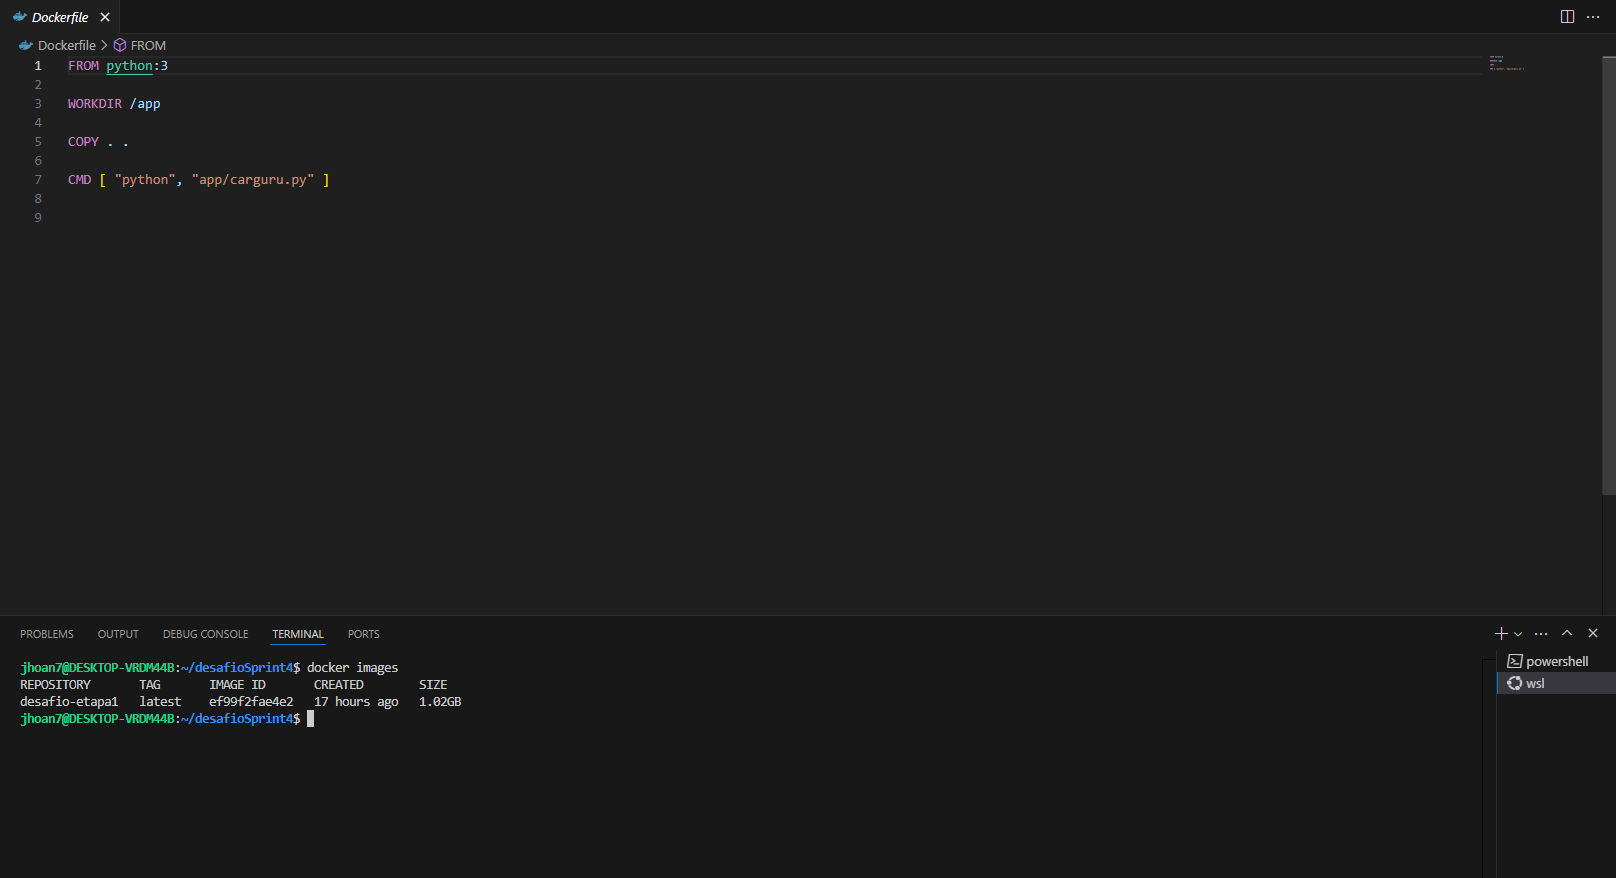 Dockerfile
Dockerfile > FROM
1 FROM python:3
2
3 WORKDIR /app
4
5 COPY . .
6
7 CMD [ "python", "app/carguru.py" ]
8
9
PROBLEMS OUTPUT DEBUG CONSOLE TERMINAL PORTS
jhoan7@DESKTOP-VRDM44B:~/desafioSprint4$ docker images
REPOSITORY TAG IMAGE ID CREATED SIZE
desafio-etapa1 latest ef99f2fae4e2 17 hours ago 1.02GB
jhoan7@DESKTOP-VRDM44B:~/desafioSprint4$
powershell
wsl